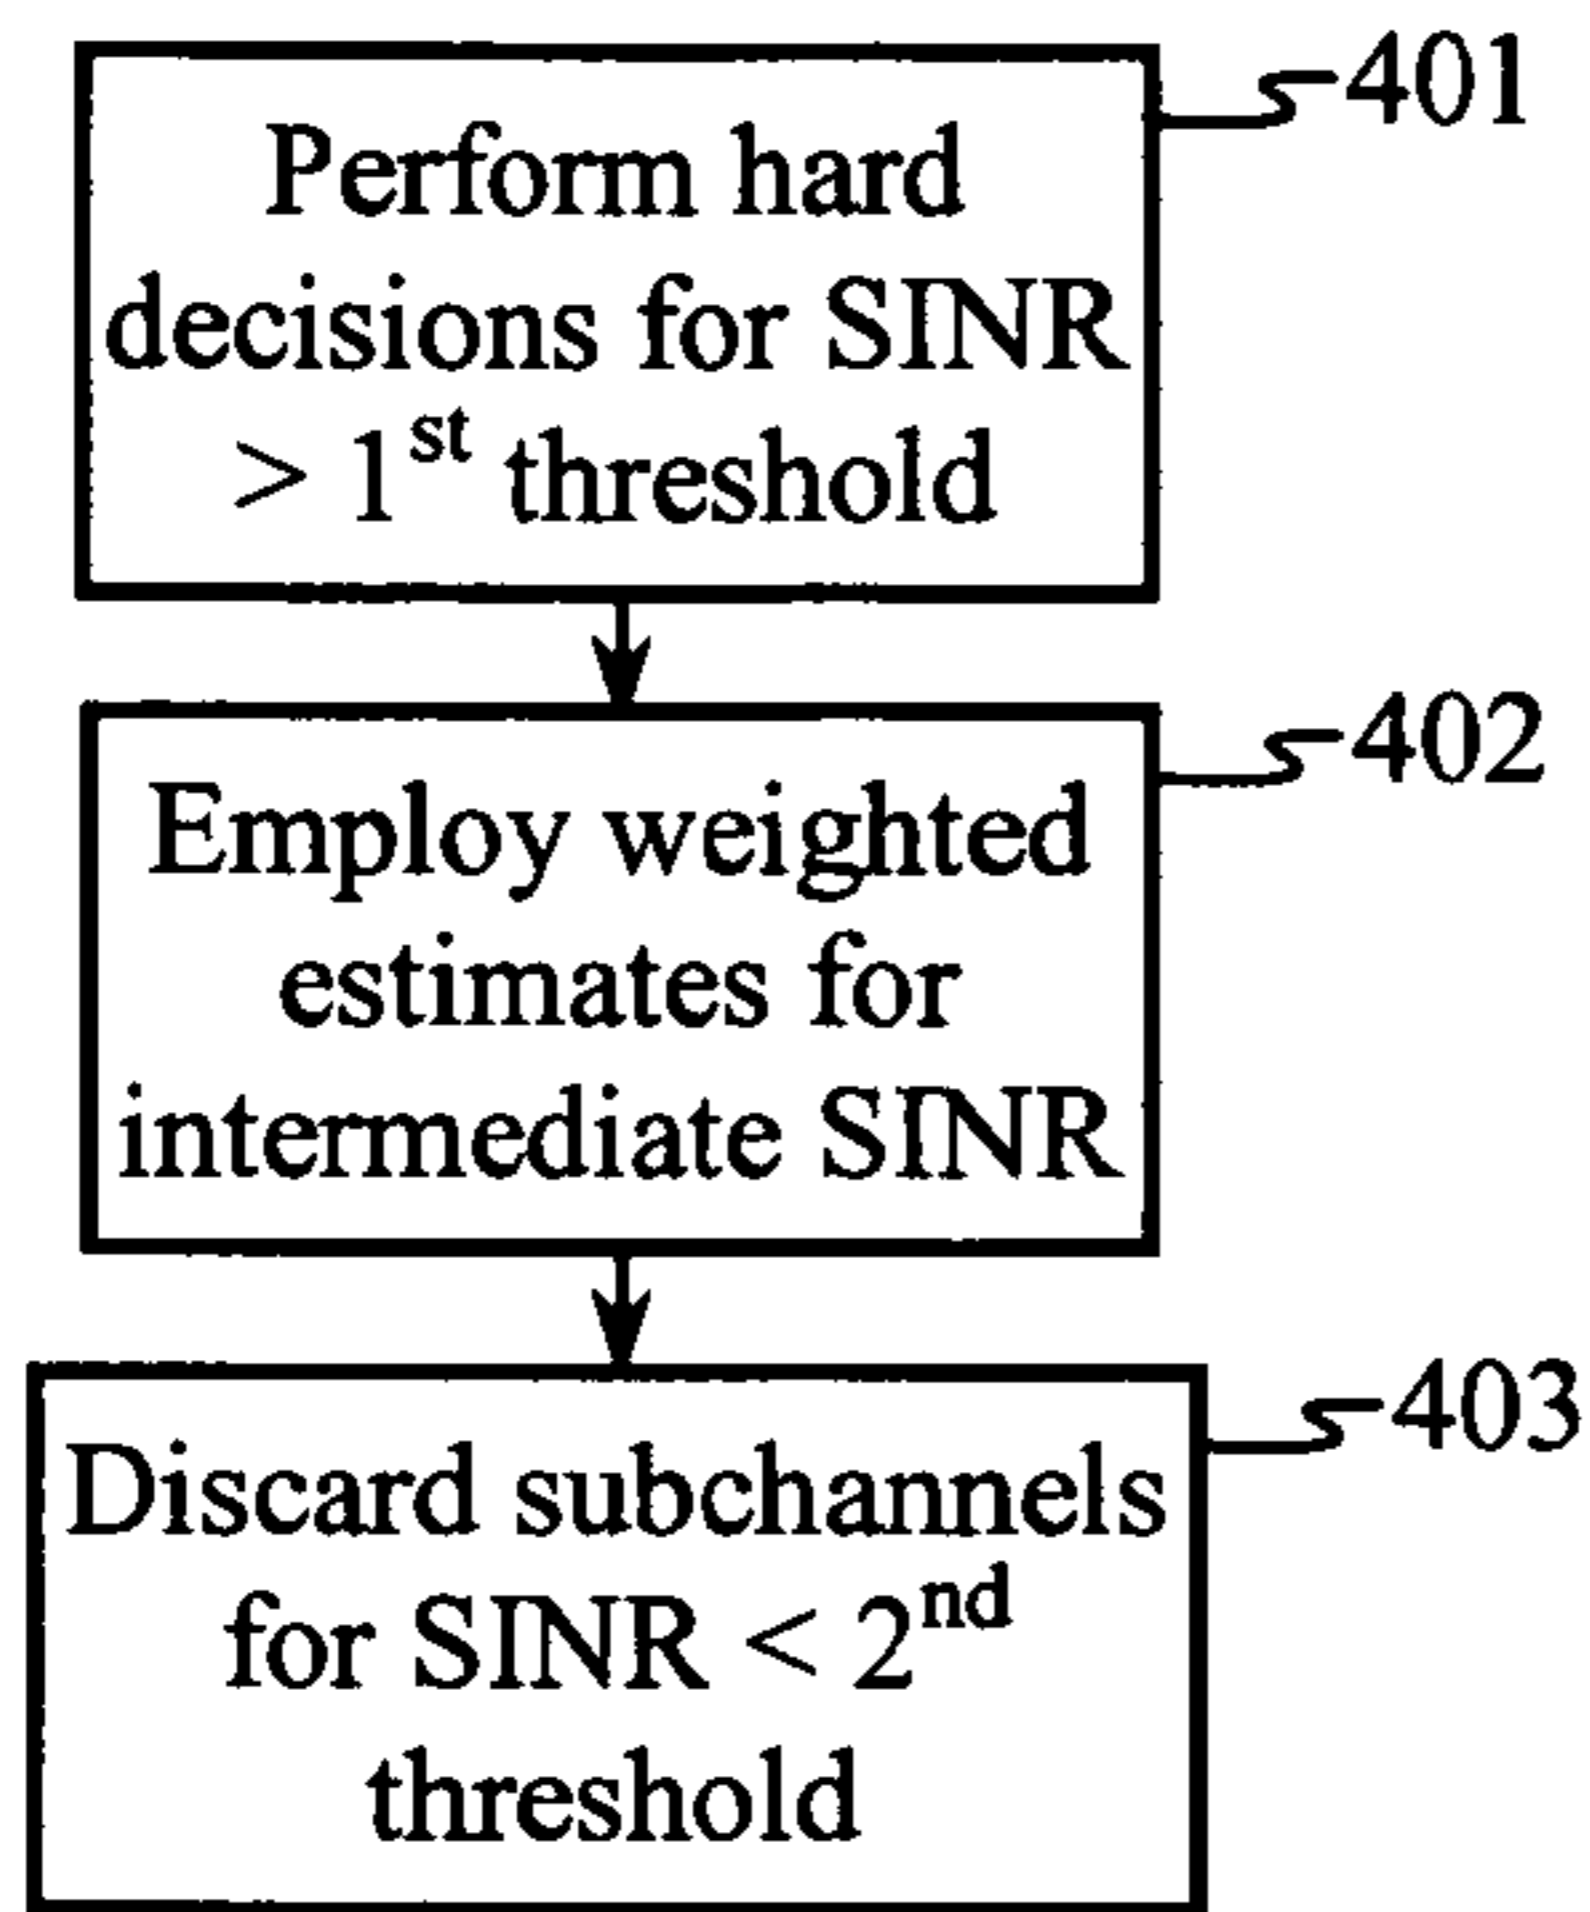 Perform hard
decisions for SINR
> 1st threshold
401
Employ weighted
estimates for
intermediate SINR
402
Discard subchannels
for SINR < 2nd
threshold
403